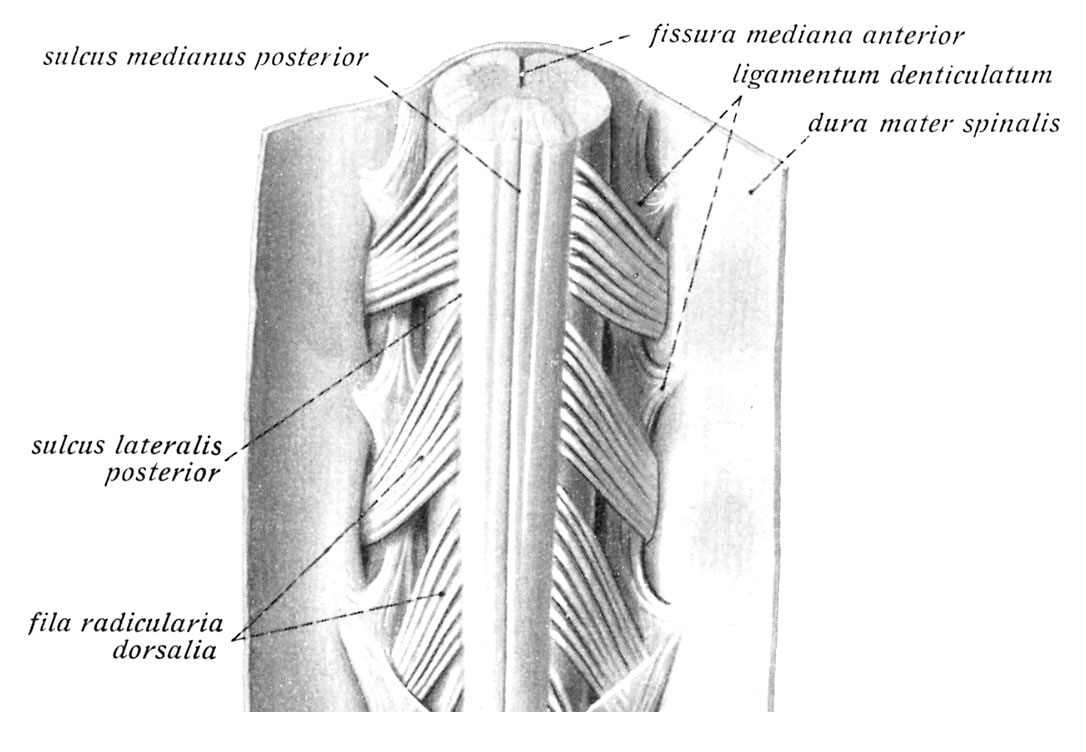 fissura mediana anterior
sulcus medianus posterior
ligamentum denticulatum
dura mater spinalis
sulcus lateralis
posterior
fila radicularia
dorsalia